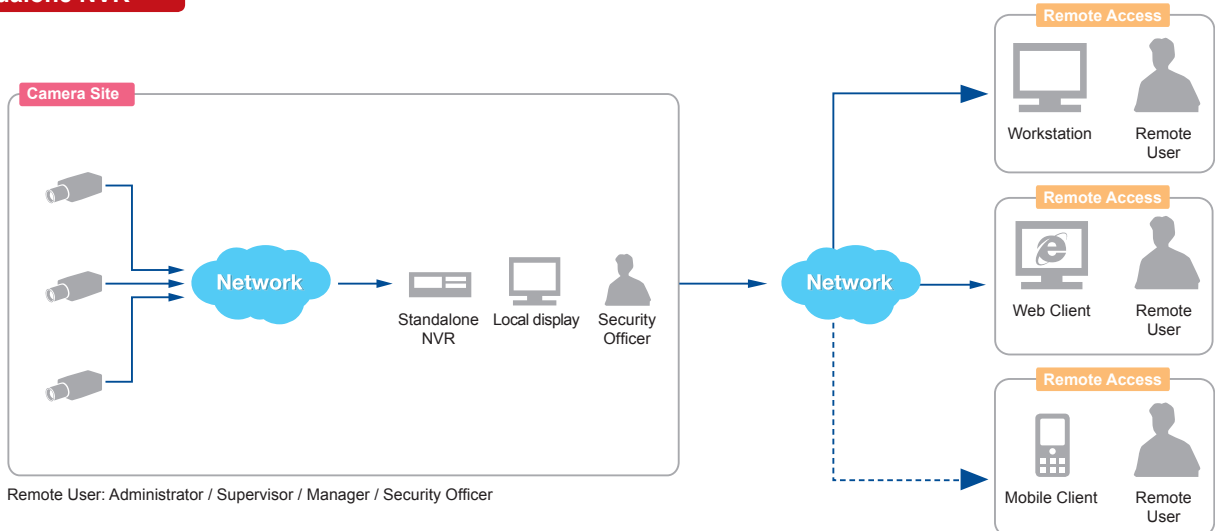 NVR
Camera Site
Network
Standalone
NVR
Local display
Security
Officer
Network
Remote Access
Workstation
Remote
User
Remote Access
Web Client
Remote
User
Remote Access
Mobile Client
Remote
User
Remote User: Administrator / Supervisor / Manager / Security Officer